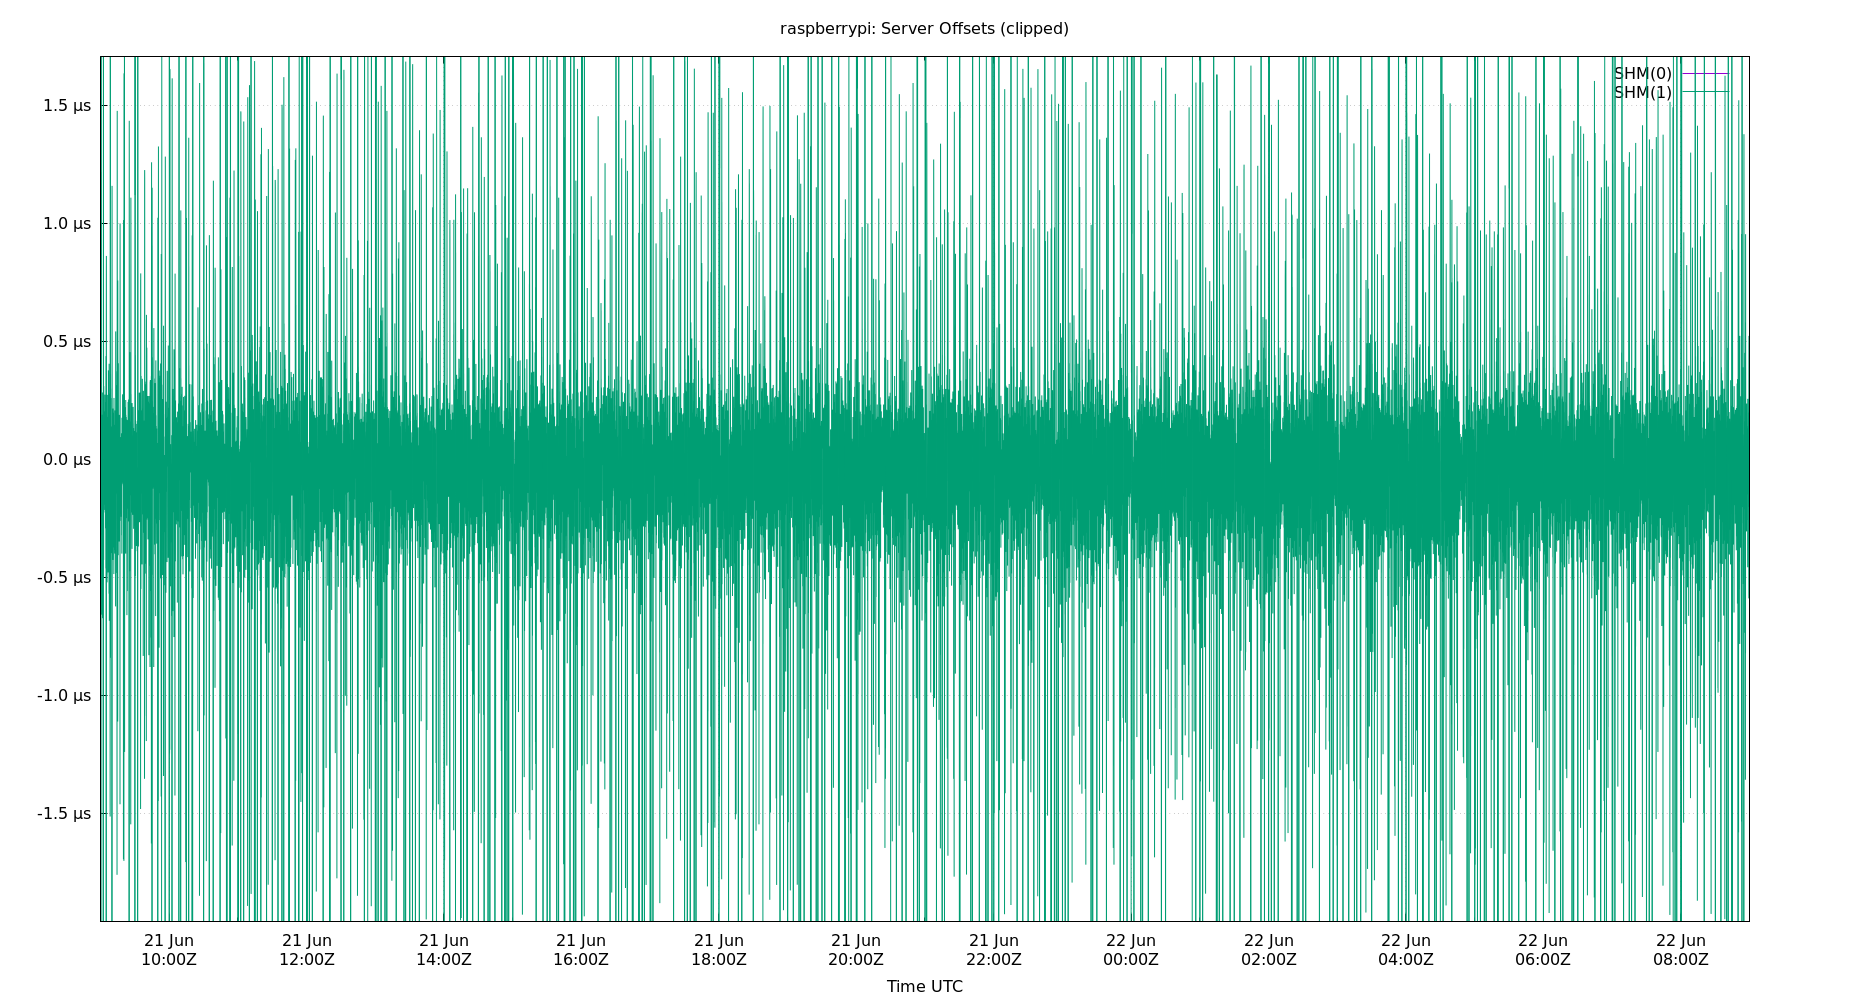 raspberrypi: Server Offsets (clipped)
SHM(0)
SHM(1)
1.5 µs
1.0 µs
0.5 µs
0.0 µs
-0.5 µs
-1.0 µs
-1.5 µs
21 Jun 21 Jun 21 Jun 21 Jun 21 Jun 21 Jun 21 Jun 22 Jun 22 Jun 22 Jun 22 Jun 22 Jun
10:00Z 12:00Z 14:00Z 16:00Z 18:00Z 20:00Z 22:00Z 00:00Z 02:00Z 04:00Z 06:00Z 08:00Z
Time UTC